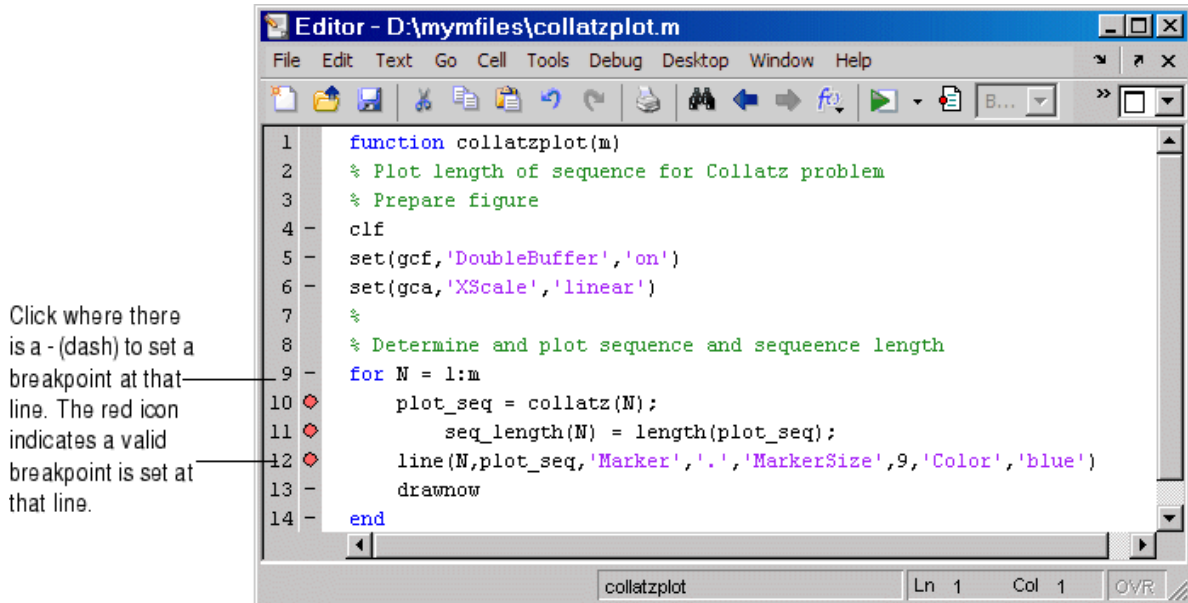 Editor - D:\mymfiles\collatzplot.m
File Edit Text Go Cell Tools Debug Desktop Window Help
B... »
1 function collatzplot(m)
2 % Plot length of sequence for Collatz problem
3 % Prepare figure
4 - clf
5 - set(gcf,'DoubleBuffer','on')
6 - set(gca,'XScale','linear')
7 %
8 % Determine and plot sequence and sequeence length
9 - for N = 1:m
10 plot_seq = collatz(N);
11 seq_length(N) = length(plot_seq);
12 line(N,plot_seq,'Marker','.','MarkerSize',9,'Color','blue')
13 - drawnow
14 - end
collatzplot Ln 1 Col 1 OVR
Click where there
is a - (dash) to set a
breakpoint at that
line. The red icon
indicates a valid
breakpoint is set at
that line.